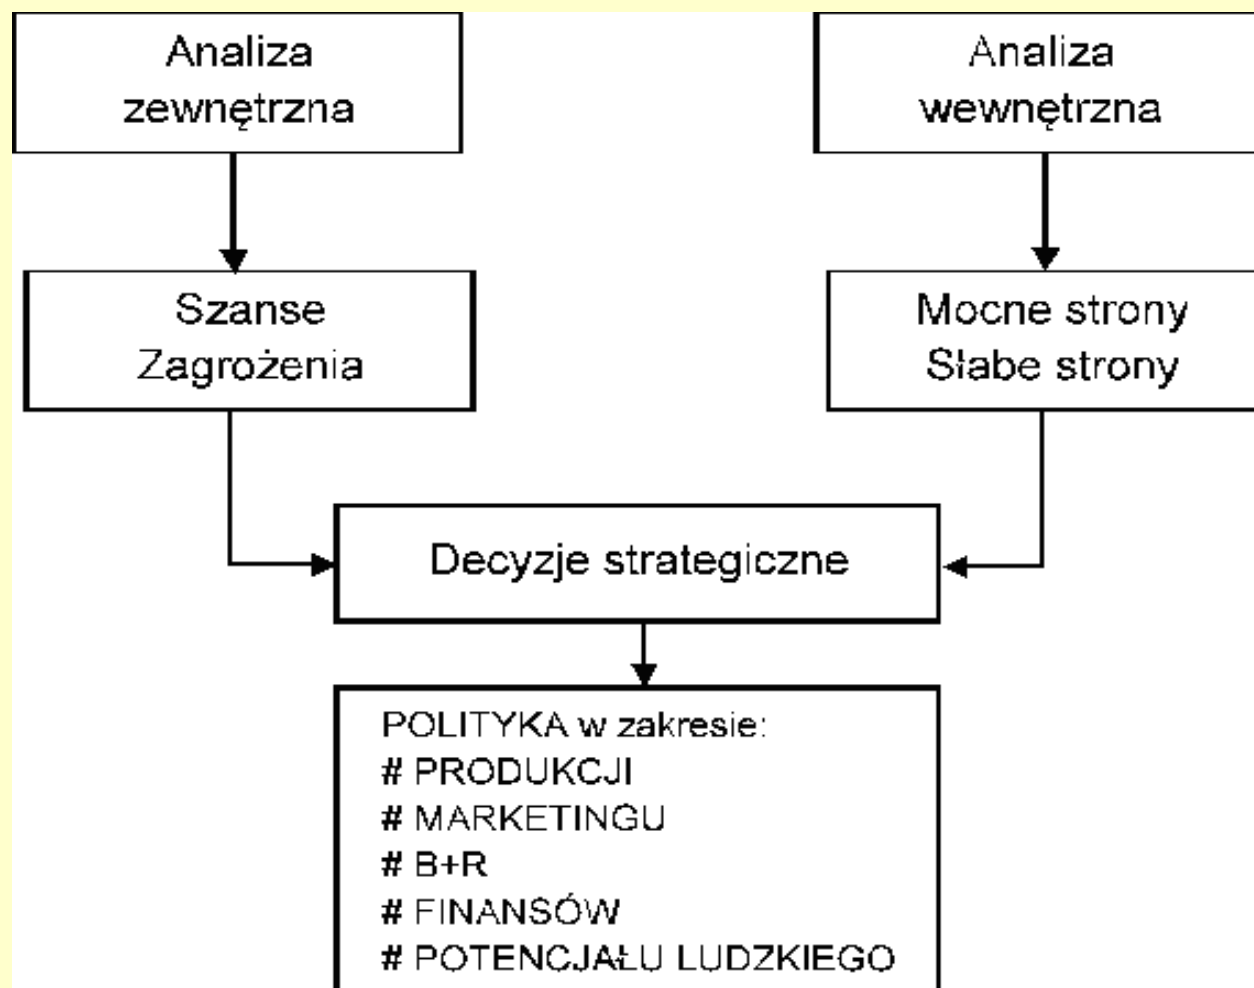 Analiza
zewnętrzna
Analiza
wewnętrzna
Szanse
Zagrożenia
Mocne strony
Słabe strony
Decyzje strategiczne
POLITYKA w zakresie:
# PRODUKCJI
# MARKETINGU
# B+R
# FINANSÓW
# POTENCJAŁU LUDZKIEGO